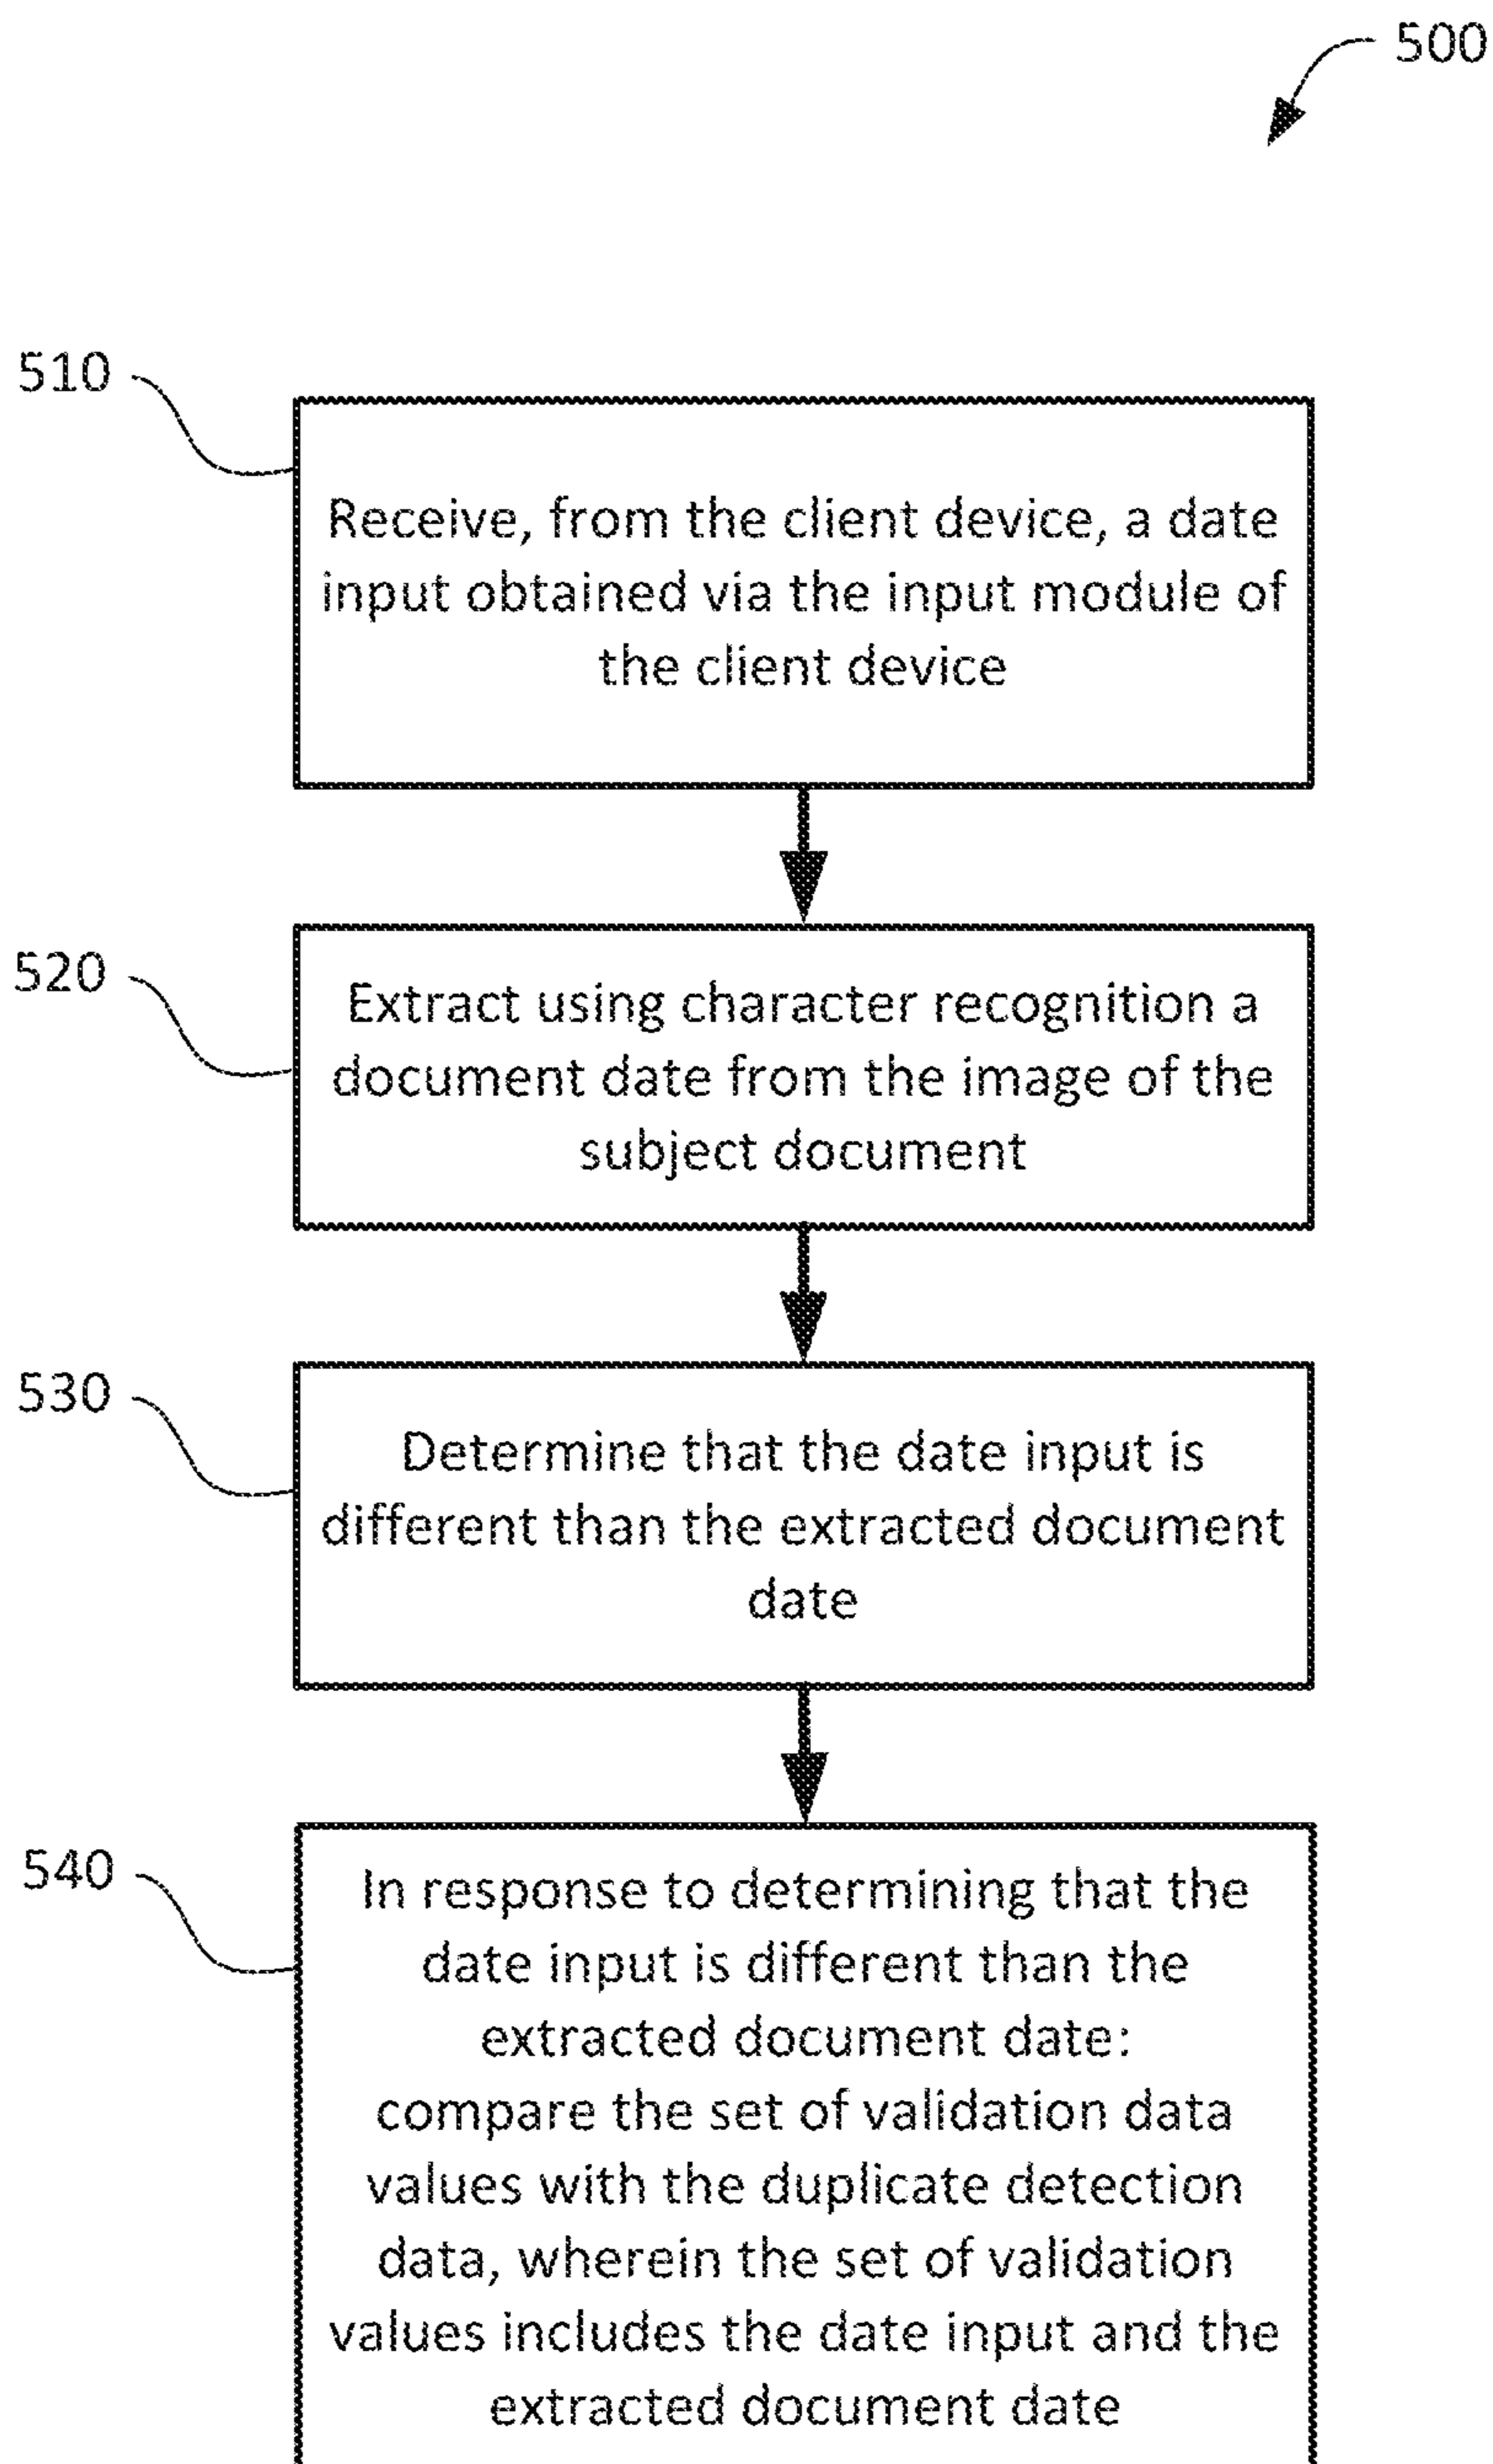 500
510
Receive, from the client device, a date
input obtained via the input module of
the client device
520
Extract using character recognition a
document date from the image of the
subject document
530
Determine that the date input is
different than the extracted document
date
540
In response to determining that the
date input is different than the
extracted document date:
compare the set of validation data
values with the duplicate detection
data, wherein the set of validation
values includes the date input and the
extracted document date